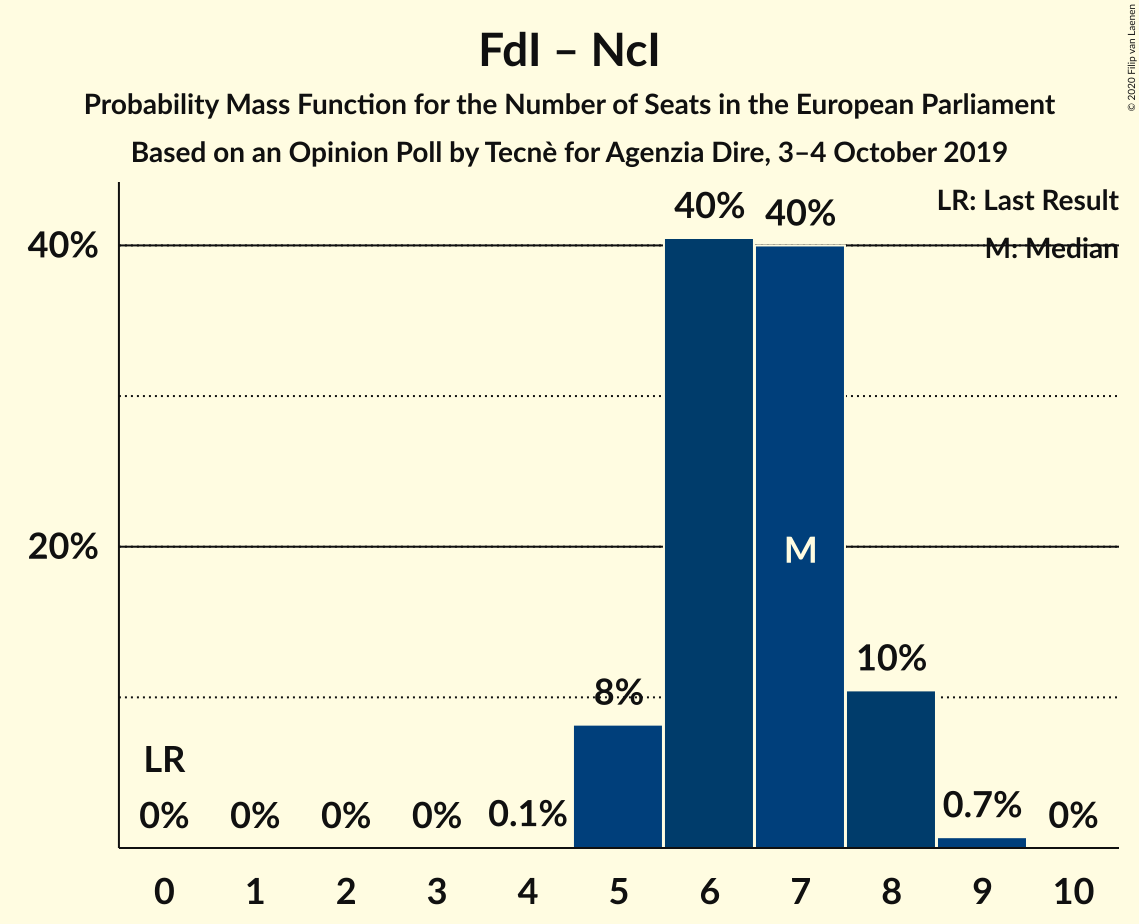 FdI – NcI
Probability Mass Function for the Number of Seats in the European Parliament
Based on an Opinion Poll by Tecnè for Agenzia Dire, 3–4 October 2019
© 2020 Filip van Laenen
LR: Last Result
M: Median
40%
20%
LR
0%
0%
0%
0%
0.1%
8%
40%
40%
M
10%
0.7%
0%
0 1 2 3 4 5 6 7 8 9 10